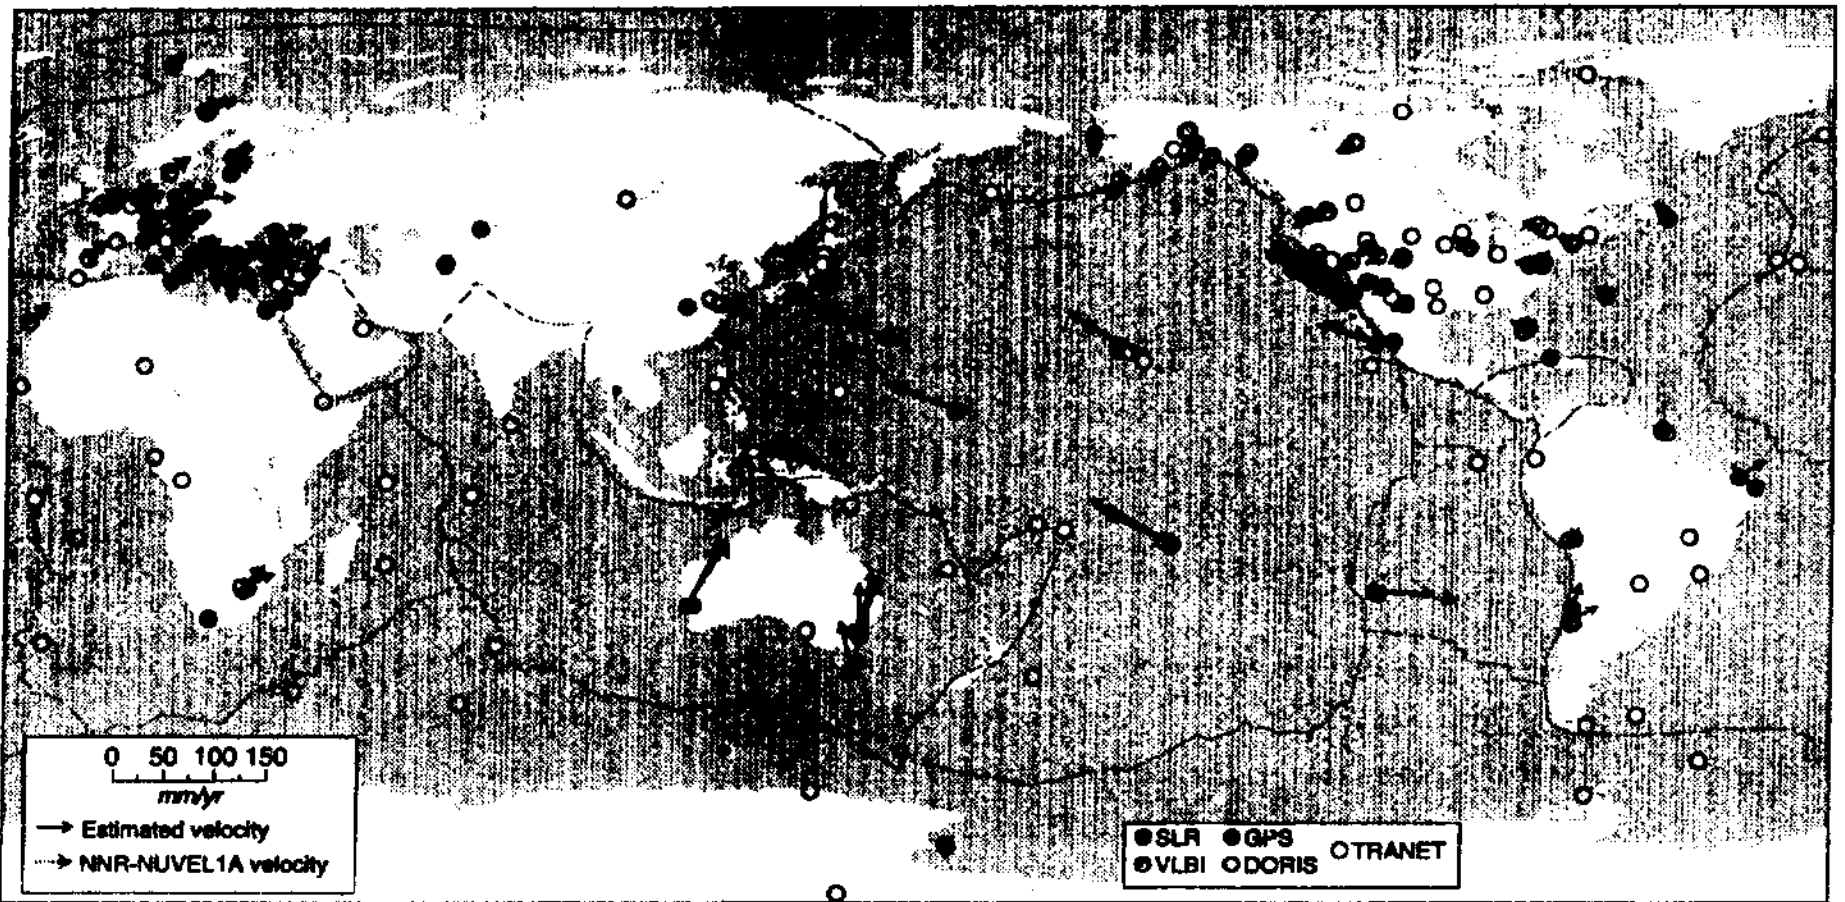 0 50 100 150
mm/yr
Estimated velocity
NNR-NUVEL1A velocity
SLR GPS TRANET
VLBI DORIS